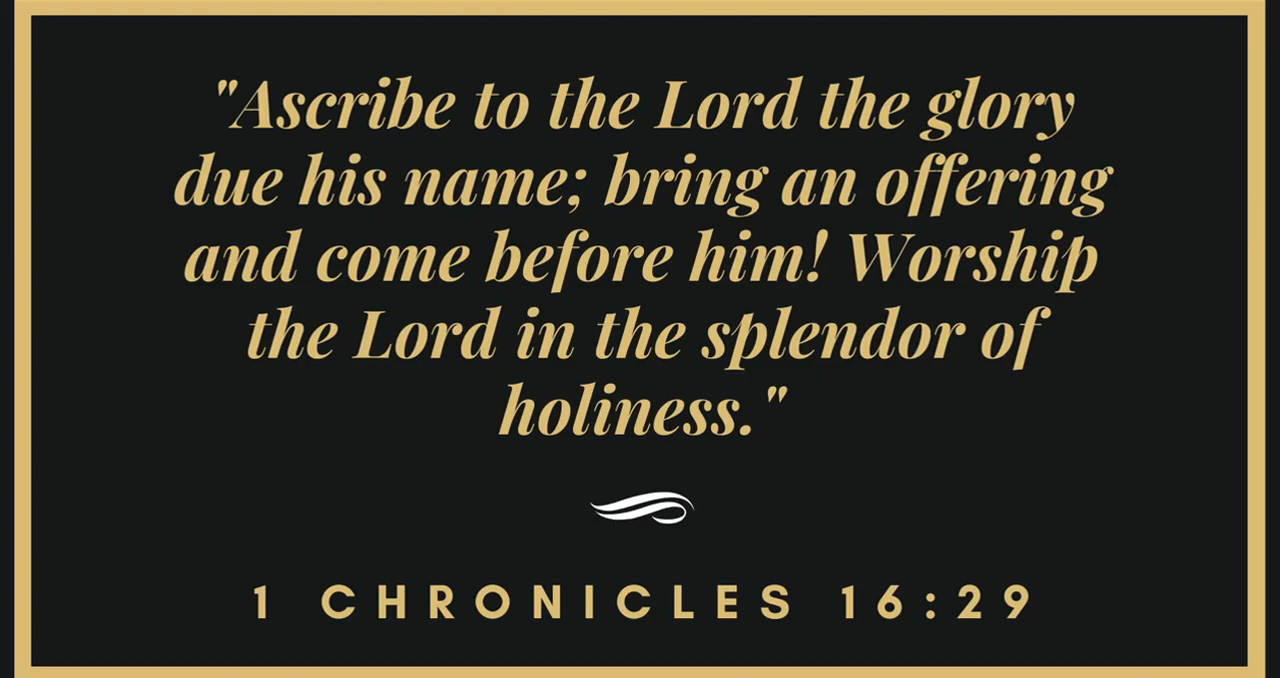 "Ascribe to the Lord the glory
due his name; bring an offering
and come before him! Worship
the Lord in the splendor of
holiness."
1 CHRONICLES 16:29